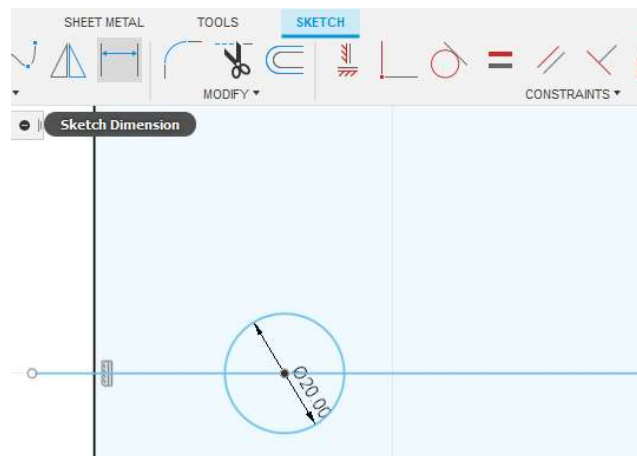 SHEET METAL TOOLS SKETCH
MODIFY ▾ CONSTRAINTS ▾
Sketch Dimension
Ø20.00